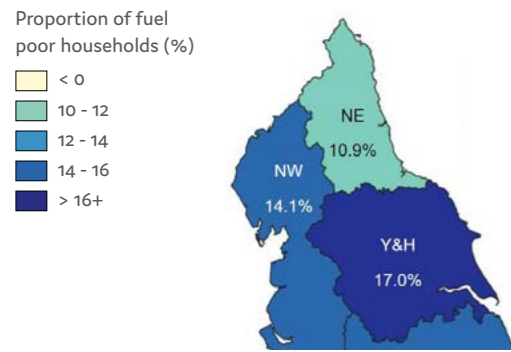 Proportion of fuel
poor households (%)
< 0
10 - 12
12 - 14
14 - 16
> 16+
NE
10.9%
NW
14.1%
Y&H
17.0%